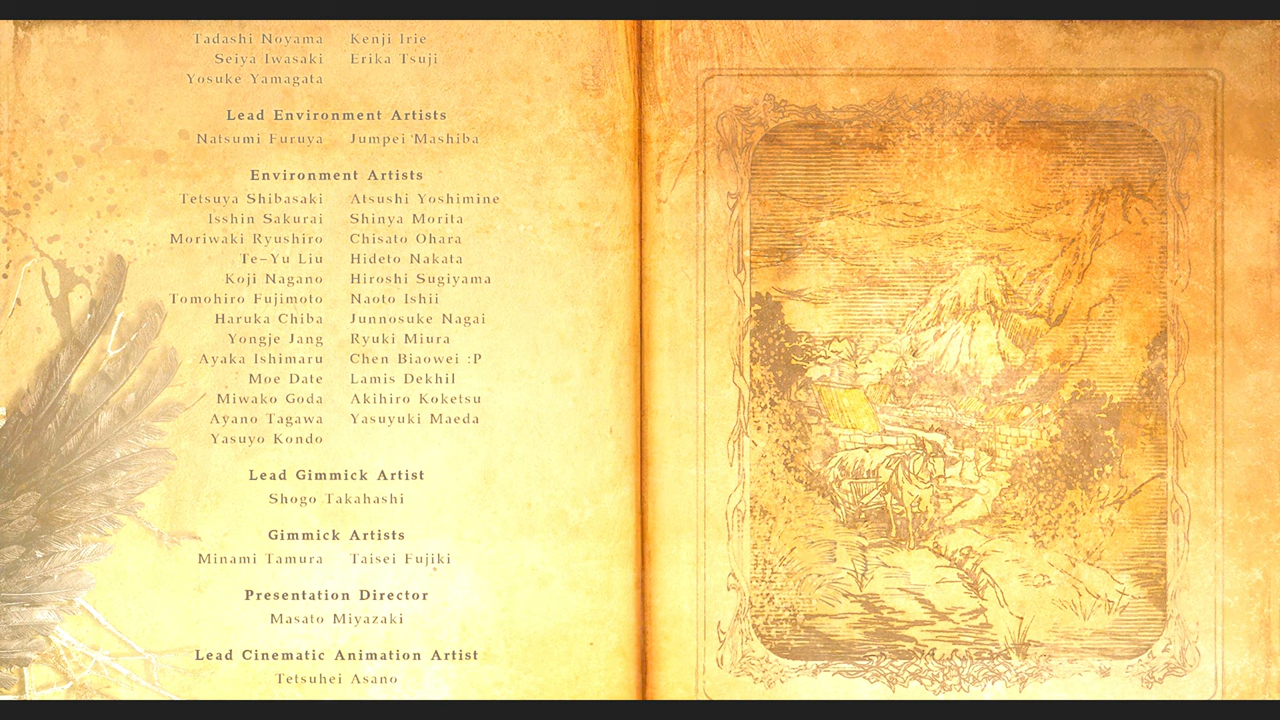 Tadashi Noyama Kenji Irie
Seiya Iwasaki Erika Tsuji
Yosuke Yamagata
Lead Environment Artists
Natsumi Furuya Jumpei Mashiba
Environment Artists
Tetsuya Shibasaki Atsushi Yoshimine
Isshin Sakurai Shinya Morita
Moriwaki Ryushiro Chisato Ohara
Te-Yu Liu Hideto Nakata
Koji Nagano Hiroshi Sugiyama
Tomohiro Fujimoto Naoto Ishii
Haruka Chiba Junnosuke Nagai
Yongje Jang Ryuki Miura
Ayaka Ishimaru Chen Biaowei :P
Moe Date Lamis Dekhil
Miwako Goda Akihiro Koketsu
Ayano Tagawa Yasuyuki Maeda
Yasuyo Kondo
Lead Gimmick Artist
Shogo Takahashi
Gimmick Artists
Minami Tamura Taisei Fujiki
Presentation Director
Masato Miyazaki
Lead Cinematic Animation Artist
Tetsuhei Asano